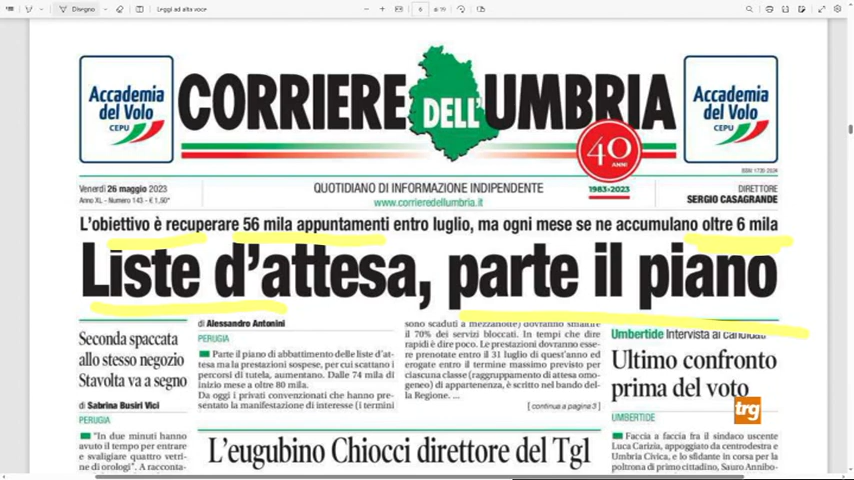 Disegno
Leggi ad alta voce
6
Accademia
del Volo
CEPU
CORRIERE DELL'UMBRIA
40
ANNI
1983•2023
Accademia
del Volo
CEPU
Venerdì 26 maggio 2023
Anno XL - Numero 143 - € 1,50*
QUOTIDIANO DI INFORMAZIONE INDIPENDENTE
www.corrieredellumbria.it
DIRETTORE
SERGIO CASAGRANDE
L'obiettivo è recuperare 56 mila appuntamenti entro luglio, ma ogni mese se ne accumulano oltre 6 mila
Liste d'attesa, parte il piano
Seconda spaccata
allo stesso negozio
Stavolta va a segno
di Sabrina Busiri Vici
PERUGIA
"In due minuti hanno
avuto il tempo per entrare
e svaligiare quattro vetri-
ne di orologi". A racconta-
di Alessandro Antonini
PERUGIA
Parte il piano di abbattimento delle liste d'at-
tesa ma la prestazioni sospese, per cui scattano i
percorsi di tutela, aumentano. Dalle 74 mila di
inizio mese a oltre 80 mila.
Da oggi i privati convenzionati che hanno pre-
sentato la manifestazione di interesse (i termini
sono scaduti a mezzanotte) dovranno smaltire
il 70% dei servizi bloccati. In tempi che dire
rapidi è dire poco. Le prestazioni dovranno esse-
re prenotate entro il 31 luglio di quest'anno ed
erogate entro il termine massimo previsto per
ciascuna classe (raggruppamento di attesa omo-
geneo) di appartenenza, è scritto nel bando del-
la Regione. ...
[continua a pagina 3]
L'eugubino Chiocci direttore del Tg1
Umbertide Intervista ai candidati
Ultimo confronto
prima del voto
UMBERTIDE
Faccia a faccia fra il sindaco uscente
Luca Carizia, appoggiato da centrodestra e
Umbria Civica, e lo sfidante in corsa per la
poltrona di primo cittadino, Sauro Annibo-
trg